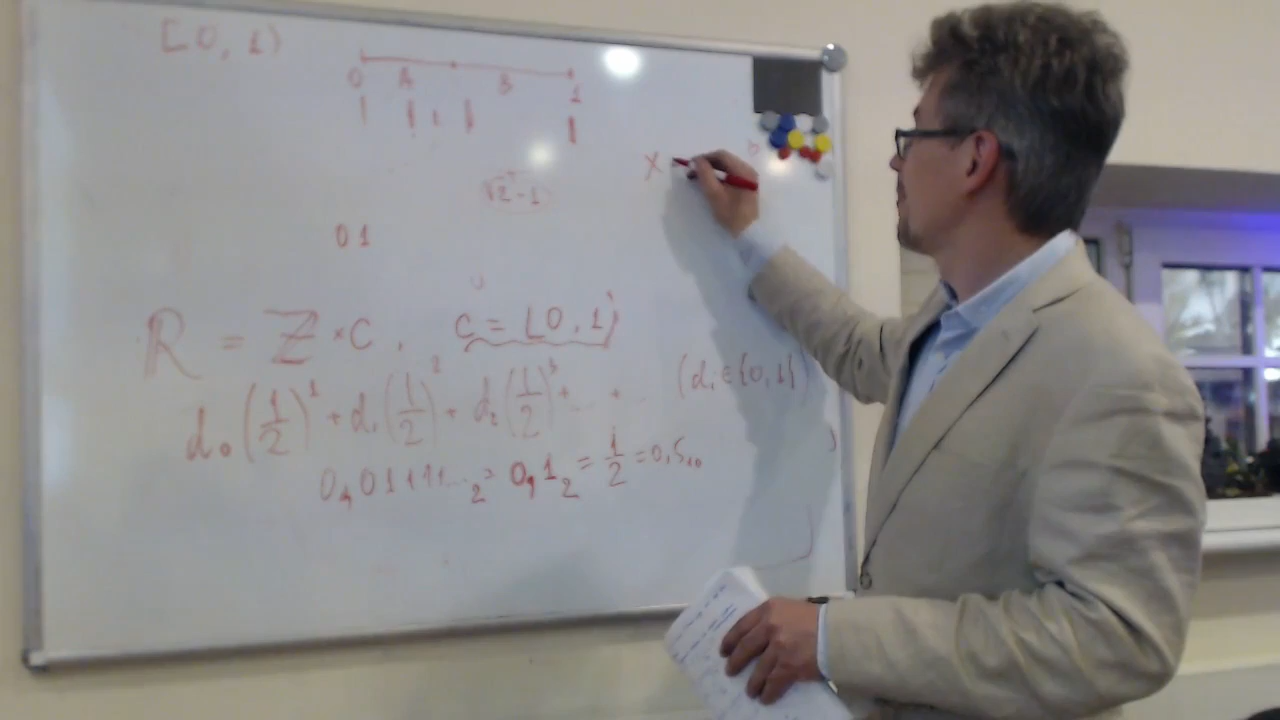 [0, 1)
0 A B 1
√2 - 1
0 1
X
R = Z × C , C = [0, 1)
d₀ (1/2)¹ + d₁ (1/2)² + d₂ (1/2)³ + ... + ... (dᵢ ∈ {0, 1})
0,01111...₂ = 0,1₂ = 1/2 = 0,5₁₀